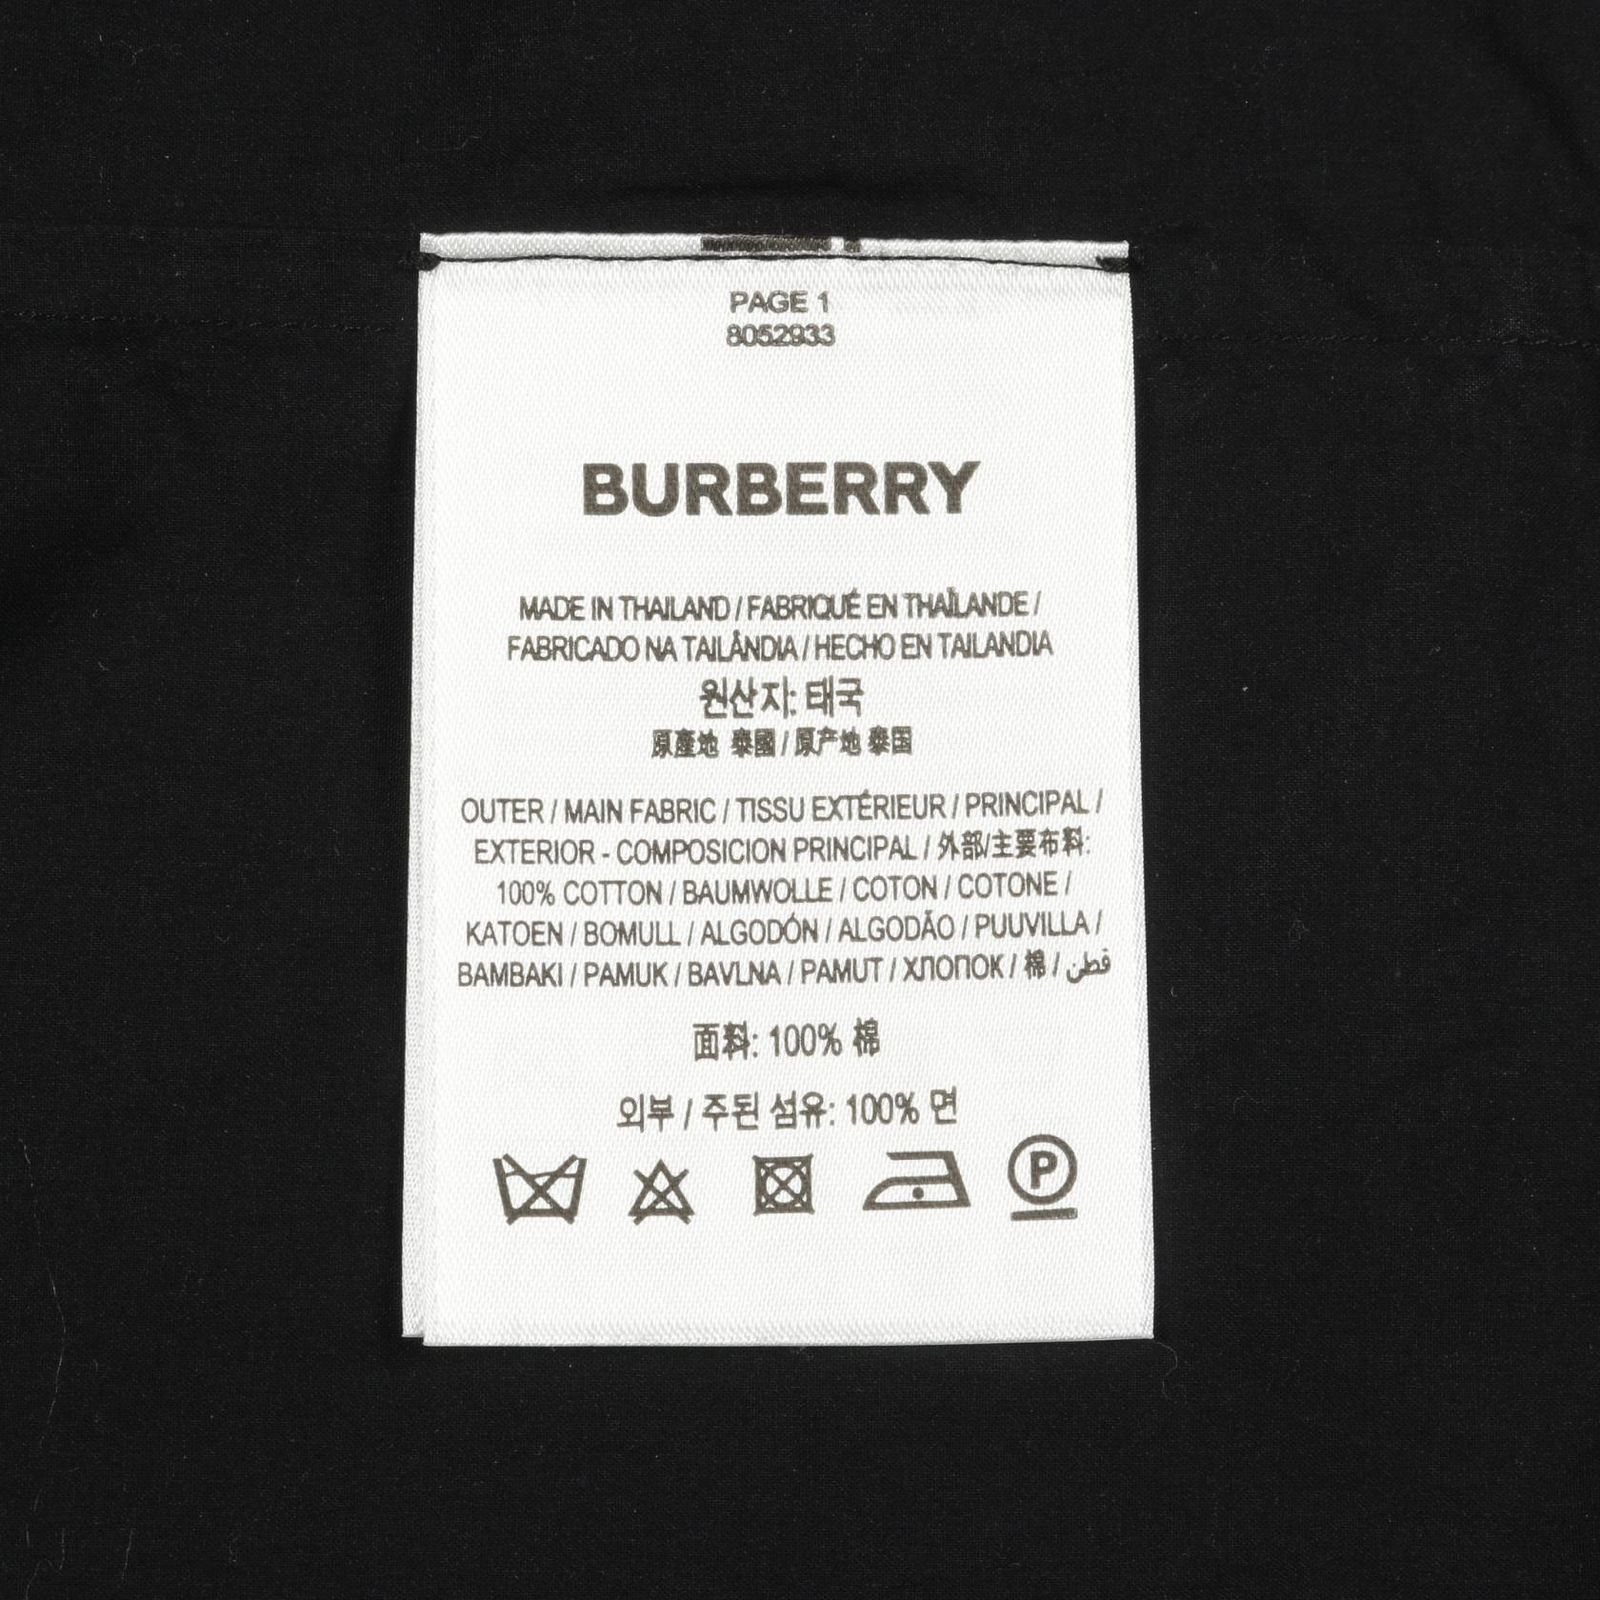 PAGE 1
8052933
BURBERRY
MADE IN THAILAND / FABRIQUÉ EN THAÏLANDE /
FABRICADO NA TAILÂNDIA / HECHO EN TAILANDIA
원산지: 태국
原產地 泰國 / 原产地 泰国
OUTER / MAIN FABRIC / TISSU EXTÉRIEUR / PRINCIPAL /
EXTERIOR - COMPOSICION PRINCIPAL / 外部/主要布料:
100% COTTON / BAUMWOLLE / COTON / COTONE /
KATOEN / BOMULL / ALGODÓN / ALGODÃO / PUUVILLA /
BAMBAKI / PAMUK / BAVLNA / PAMUT / ХЛОПОК / 棉 / قطن
面料: 100% 棉
외부 / 주된 섬유: 100% 면
P